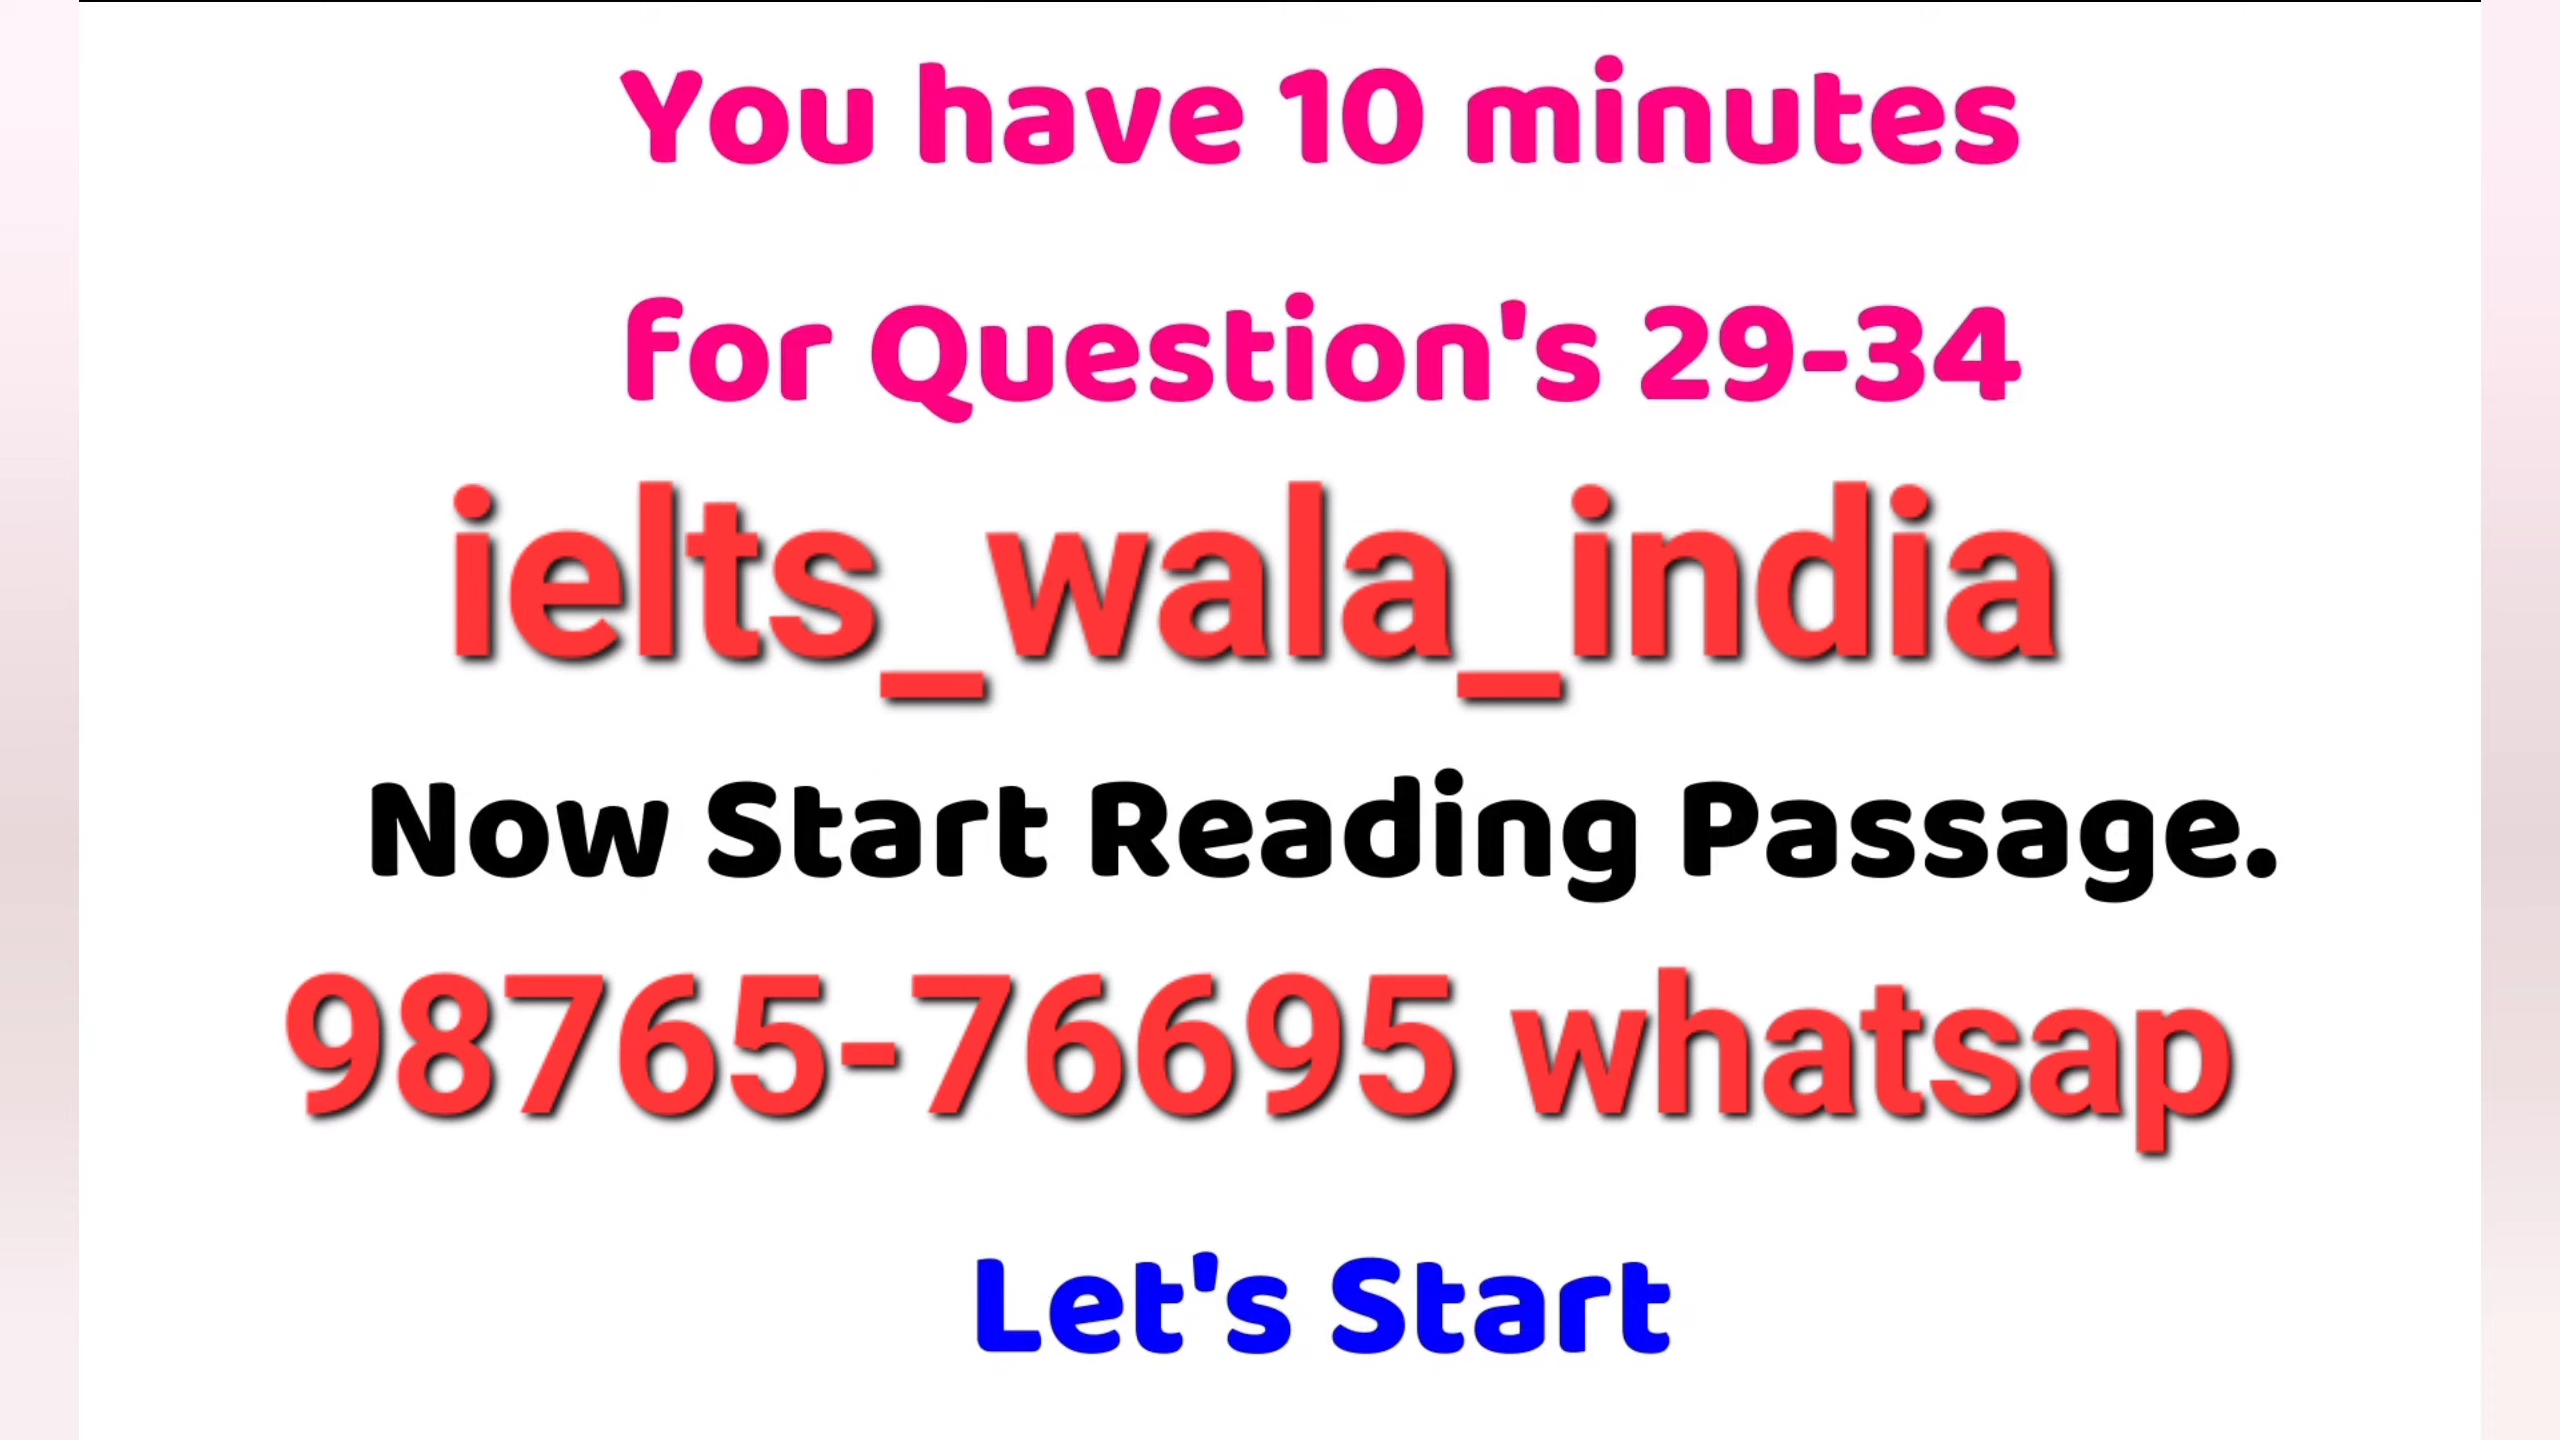 You have 10 minutes
for Question's 29-34
ielts_wala_india
Now Start Reading Passage.
98765-76695 whatsap
Let's Start